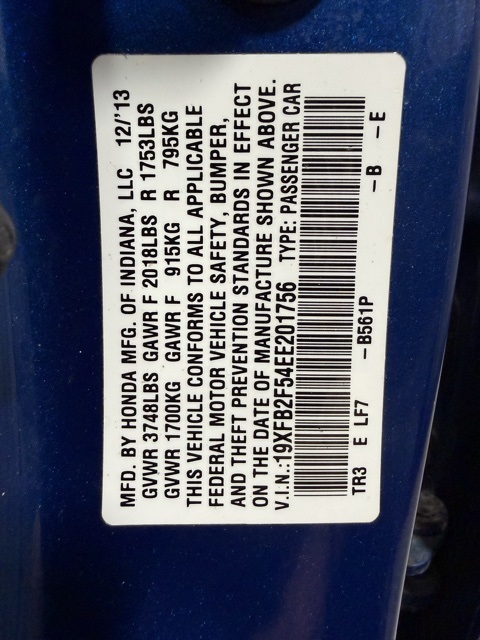 MFD. BY HONDA MFG. OF INDIANA, LLC 12/'13
GVWR 3748LBS GAWR F 2018LBS R 1753LBS
GVWR 1700KG GAWR F 915KG R 795KG
THIS VEHICLE CONFORMS TO ALL APPLICABLE
FEDERAL MOTOR VEHICLE SAFETY, BUMPER,
AND THEFT PREVENTION STANDARDS IN EFFECT
ON THE DATE OF MANUFACTURE SHOWN ABOVE.
V.I.N.:19XFB2F54EE201756 TYPE: PASSENGER CAR
TR3 E LF7 -B561P -B -E